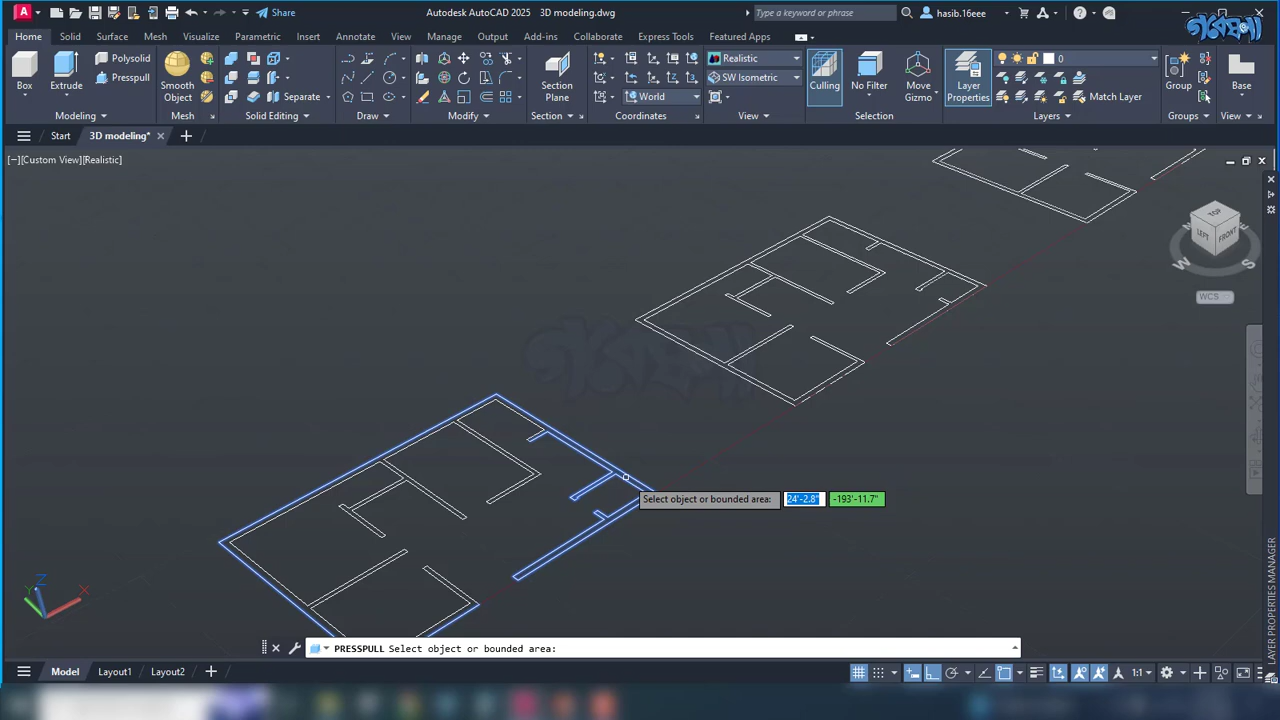 Share
Autodesk AutoCAD 2025 3D modeling.dwg
Type a keyword or phrase
hasib.16eee
Home Solid Surface Mesh Visualize Parametric Insert Annotate View Manage Output Add-ins Collaborate Express Tools Featured Apps
Polysolid
Realistic
0
Presspull
SW Isometric
Box Extrude
Smooth Object
Separate
Section Plane
World
Culling No Filter Move Gizmo
Layer Properties
Match Layer
Group Base
Modeling Mesh Solid Editing Draw Modify Section Coordinates View Selection Layers Groups View
Start 3D modeling*
[−][Custom View][Realistic]
TOP
LEFT FRONT
W S
WCS
Select object or bounded area: 24'-2.8" -193'-11.7"
Z
Y X
PRESSPULL Select object or bounded area:
LAYER PROPERTIES MANAGER
Model Layout1 Layout2
MODEL 1:1